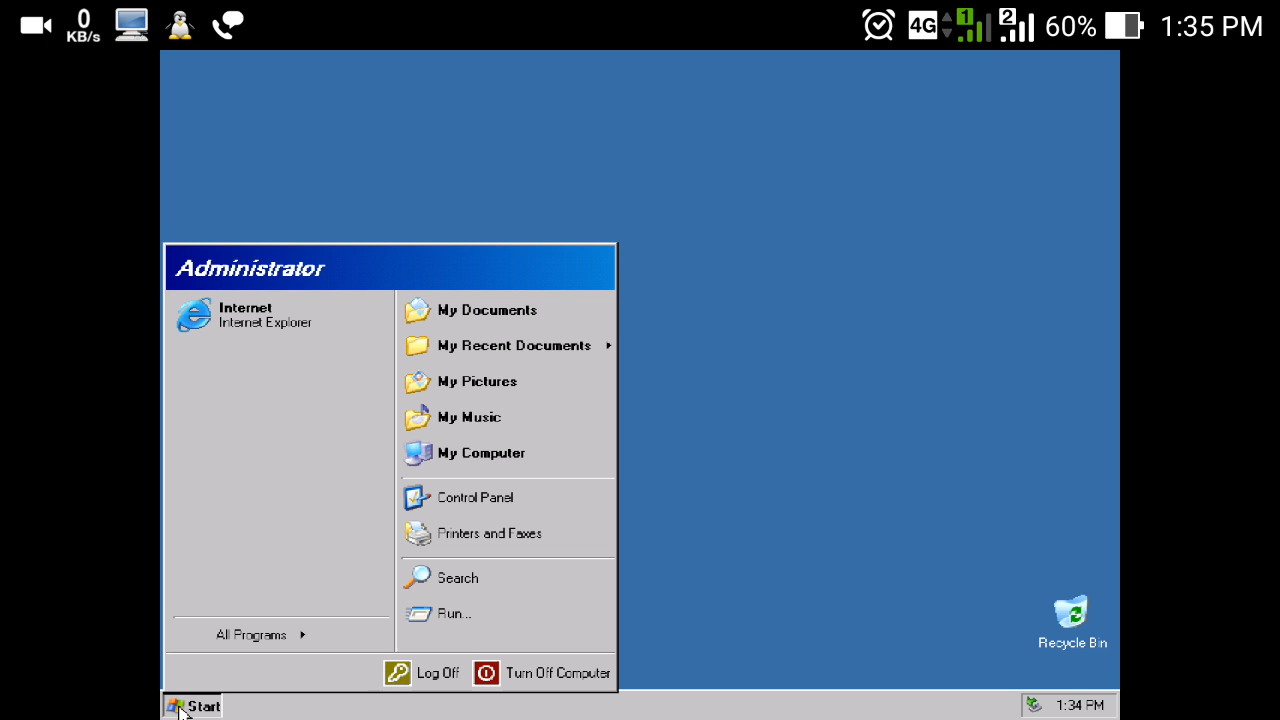 0
KB/s
4G
1
2
60%
1:35 PM
Administrator
Internet
Internet Explorer
My Documents
My Recent Documents
My Pictures
My Music
My Computer
Control Panel
Printers and Faxes
Search
Run...
All Programs
Log Off
Turn Off Computer
Recycle Bin
Start
1:34 PM